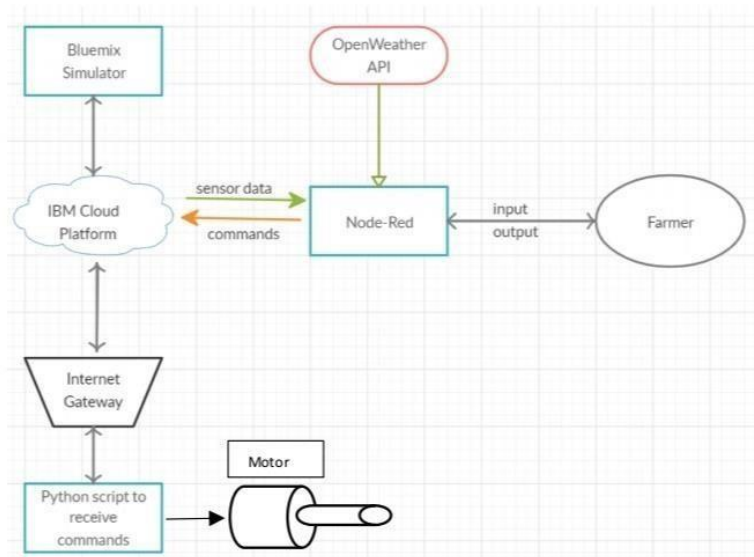 Bluemix
Simulator
OpenWeather
API
sensor data
IBM Cloud
Platform
commands
Node-Red
input
output
Farmer
Internet
Gateway
Motor
Python script to
receive
commands